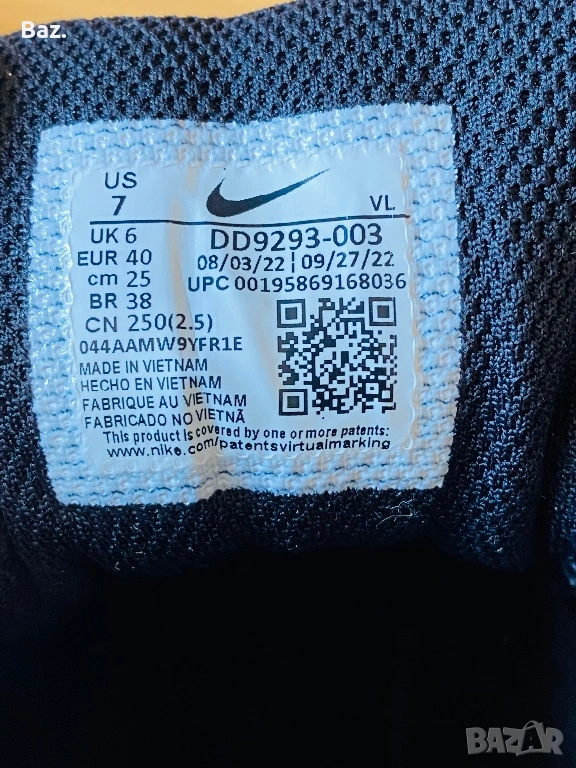 Baz.
US
7
VL
UK 6
EUR 40
cm 25
BR 38
CN 250(2.5)
DD9293-003
08/03/22 | 09/27/22
UPC 00195869168036
044AAMW9YFR1E
MADE IN VIETNAM
HECHO EN VIETNAM
FABRIQUE AU VIETNAM
FABRICADO NO VIETNÃ
This product is covered by one or more patents:
www.nike.com/patentsvirtualmarking
BAZAR